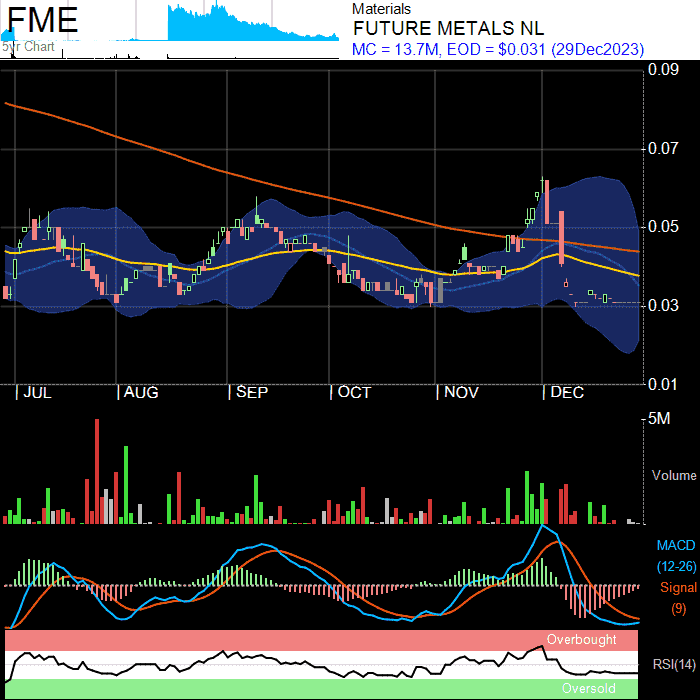 FME
5yr Chart
Materials
FUTURE METALS NL
MC = 13.7M, EOD = $0.031 (29Dec2023)
0.09
0.07
0.05
0.03
0.01
JUL AUG SEP OCT NOV DEC
5M
Volume
MACD
(12-26)
Signal
(9)
Overbought
RSI(14)
Oversold